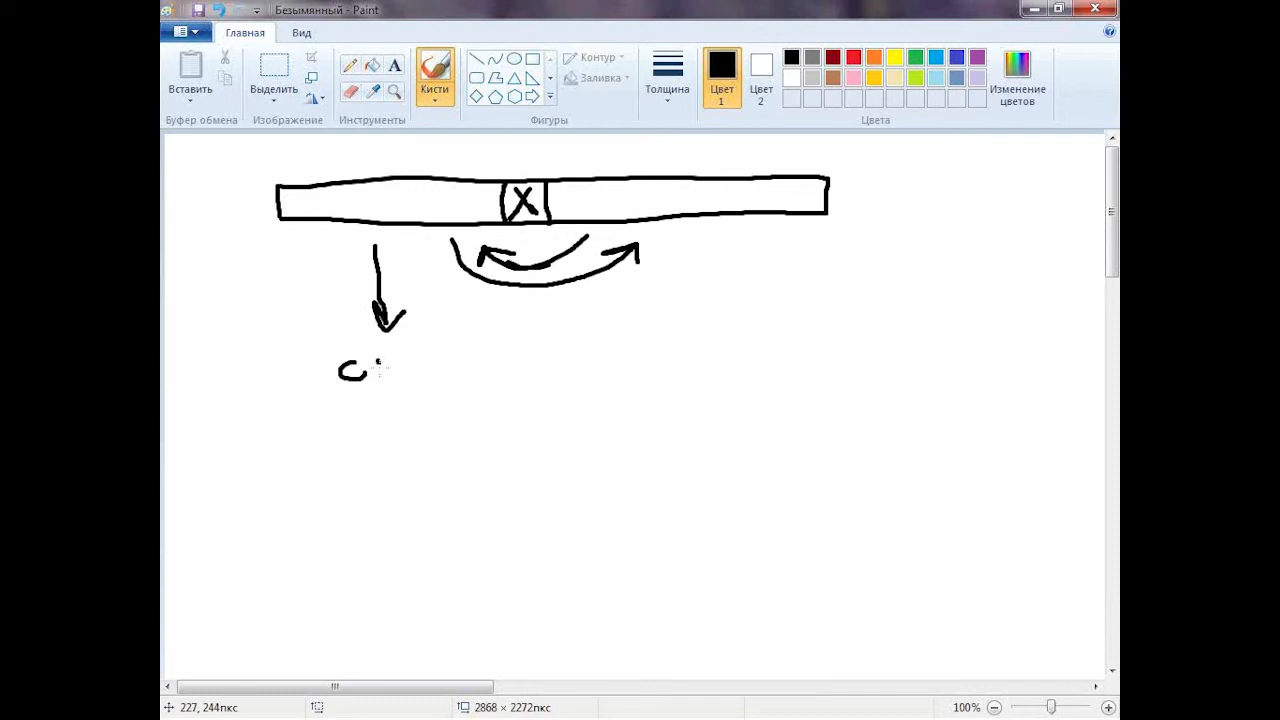 Безымянный - Paint
Главная Вид
Вставить Выделить Кисти Контур Заливка Толщина Цвет 1 Цвет 2 Изменение цветов
Буфер обмена Изображение Инструменты Фигуры Цвета
X
227, 244пкс 2868 × 2272пкс 100%